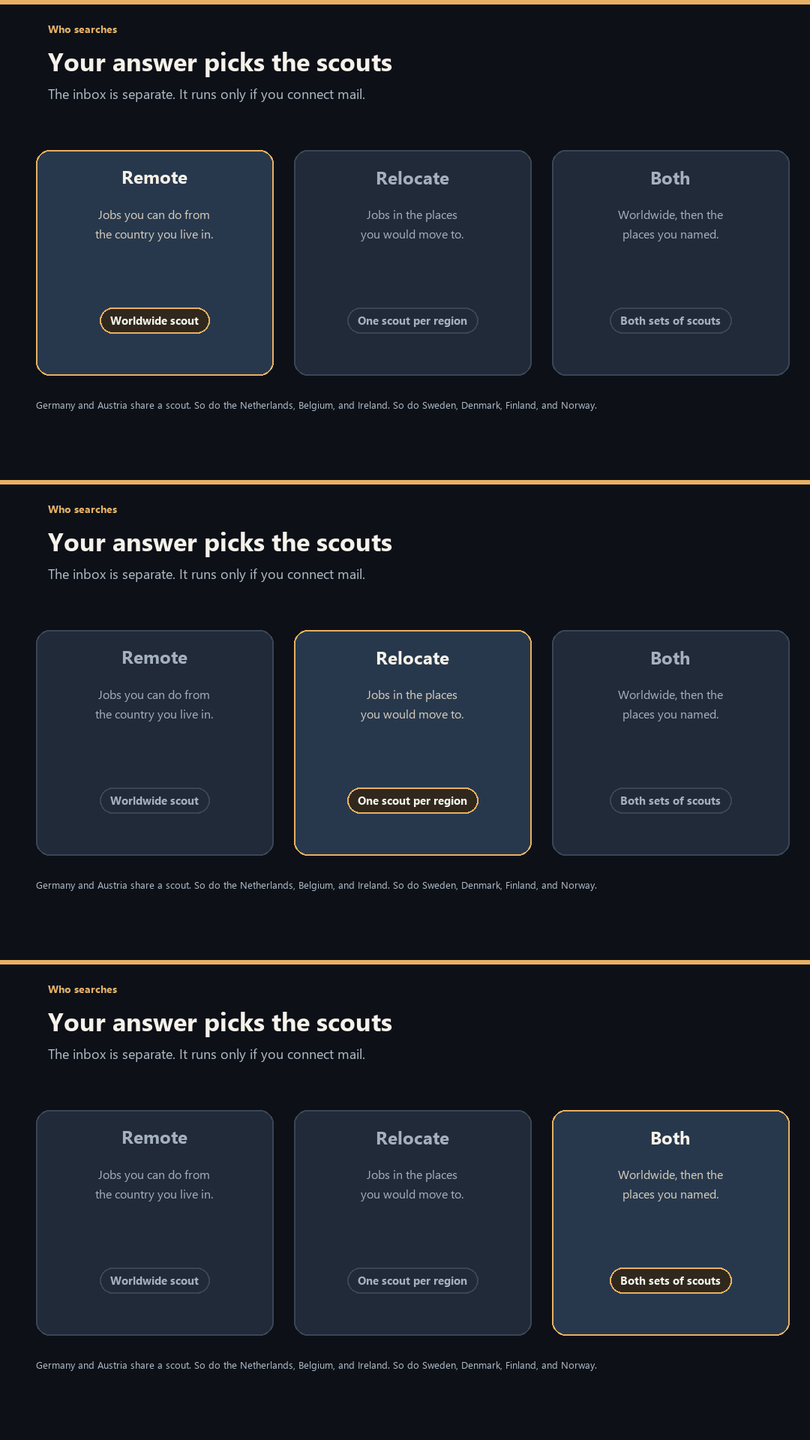 Who searches
Your answer picks the scouts
The inbox is separate. It runs only if you connect mail.
Remote
Jobs you can do from
the country you live in.
Worldwide scout
Relocate
Jobs in the places
you would move to.
One scout per region
Both
Worldwide, then the
places you named.
Both sets of scouts
Germany and Austria share a scout. So do the Netherlands, Belgium, and Ireland. So do Sweden, Denmark, Finland, and Norway.
Who searches
Your answer picks the scouts
The inbox is separate. It runs only if you connect mail.
Remote
Jobs you can do from
the country you live in.
Worldwide scout
Relocate
Jobs in the places
you would move to.
One scout per region
Both
Worldwide, then the
places you named.
Both sets of scouts
Germany and Austria share a scout. So do the Netherlands, Belgium, and Ireland. So do Sweden, Denmark, Finland, and Norway.
Who searches
Your answer picks the scouts
The inbox is separate. It runs only if you connect mail.
Remote
Jobs you can do from
the country you live in.
Worldwide scout
Relocate
Jobs in the places
you would move to.
One scout per region
Both
Worldwide, then the
places you named.
Both sets of scouts
Germany and Austria share a scout. So do the Netherlands, Belgium, and Ireland. So do Sweden, Denmark, Finland, and Norway.